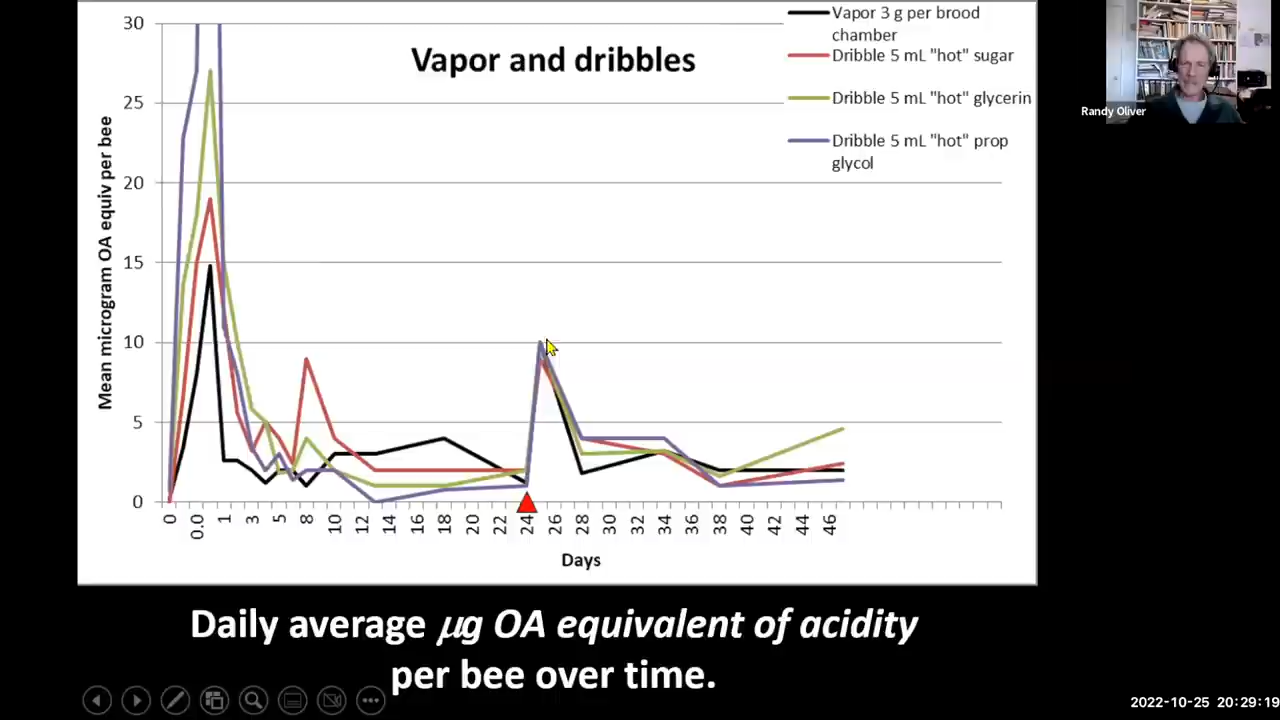 Vapor and dribbles
Vapor 3 g per brood
chamber
Dribble 5 mL "hot" sugar
Dribble 5 mL "hot" glycerin
Dribble 5 mL "hot" prop
glycol
Randy Oliver
Mean microgram OA equiv per bee
30
25
20
15
10
5
0
0 0.0 1 3 5 8 10 12 14 16 18 20 22 24 26 28 30 32 34 36 38 40 42 44 46
Days
Daily average µg OA equivalent of acidity
per bee over time.
2022-10-25 20:29:19